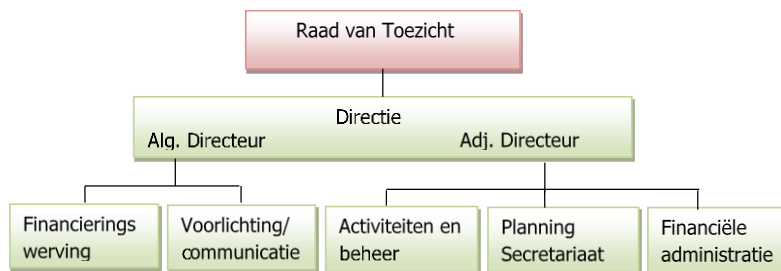 Raad van Toezicht
Directie
Alg. Directeur Adj. Directeur
Financierings
werving
Voorlichting/
communicatie
Activiteiten en
beheer
Planning
Secretariaat
Financiële
administratie